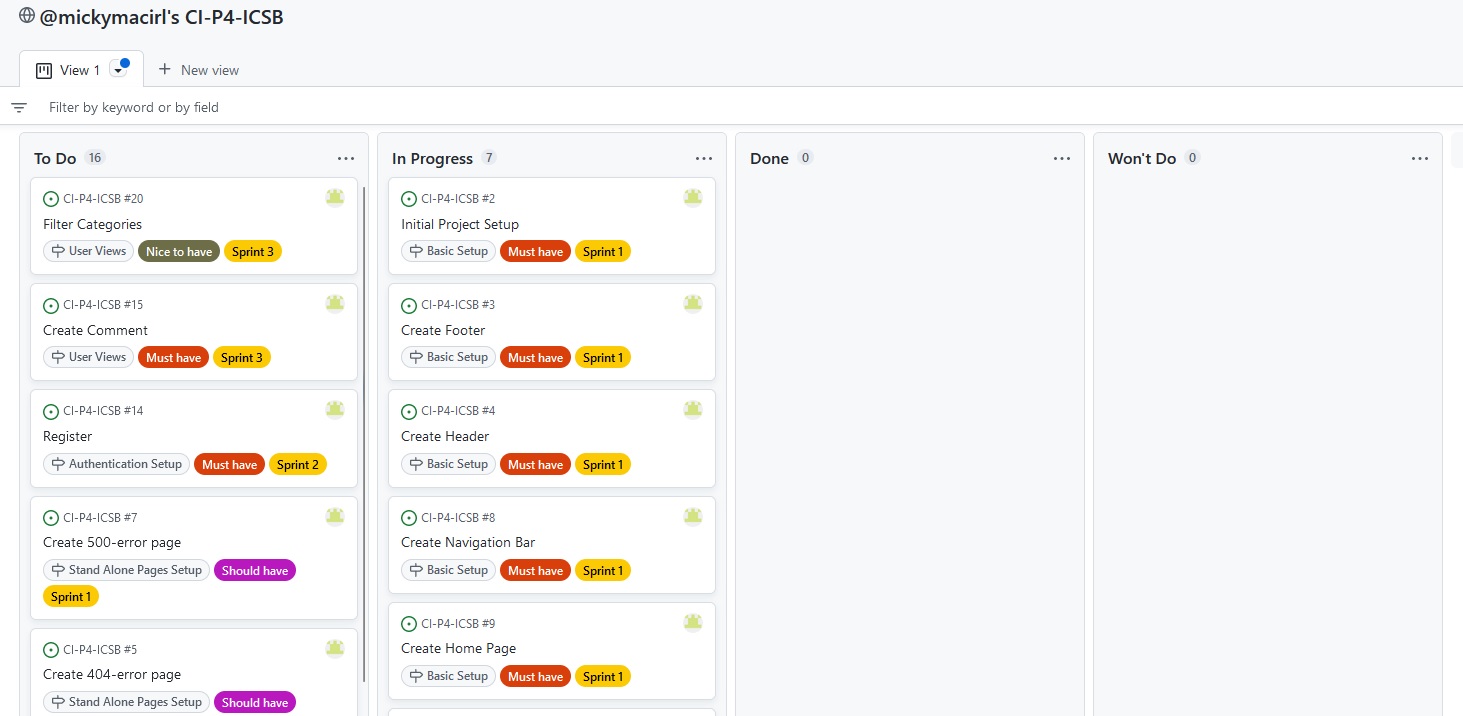 @mickymacirl's CI-P4-ICSB
View 1
New view
Filter by keyword or by field
To Do 16
CI-P4-ICSB #20
Filter Categories
User Views Nice to have Sprint 3
CI-P4-ICSB #15
Create Comment
User Views Must have Sprint 3
CI-P4-ICSB #14
Register
Authentication Setup Must have Sprint 2
CI-P4-ICSB #7
Create 500-error page
Stand Alone Pages Setup Should have
Sprint 1
CI-P4-ICSB #5
Create 404-error page
Stand Alone Pages Setup Should have
In Progress 7
CI-P4-ICSB #2
Initial Project Setup
Basic Setup Must have Sprint 1
CI-P4-ICSB #3
Create Footer
Basic Setup Must have Sprint 1
CI-P4-ICSB #4
Create Header
Basic Setup Must have Sprint 1
CI-P4-ICSB #8
Create Navigation Bar
Basic Setup Must have Sprint 1
CI-P4-ICSB #9
Create Home Page
Basic Setup Must have Sprint 1
Done 0
Won't Do 0